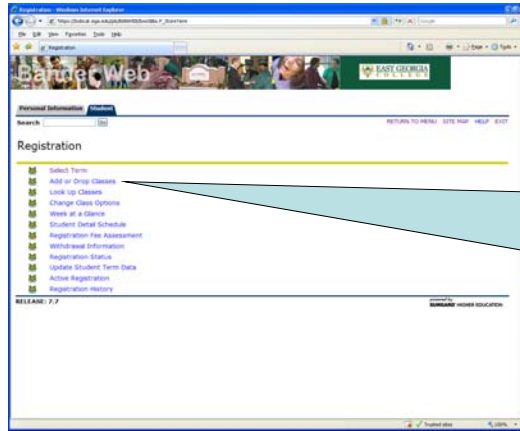 Registration - Windows Internet Explorer
File Edit View Favorites Tools Help
Registration
Banner Web
EAST GEORGIA
COLLEGE
Personal Information Student
Search Go
RETURN TO MENU SITE MAP HELP EXIT
Registration
Select Term
Add or Drop Classes
Look Up Classes
Change Class Options
Week at a Glance
Student Detail Schedule
Registration Fee Assessment
Withdrawal Information
Registration Status
Update Student Term Data
Active Registration
Registration History
RELEASE: 7.7
powered by
SUNGARD HIGHER EDUCATION
Trusted sites